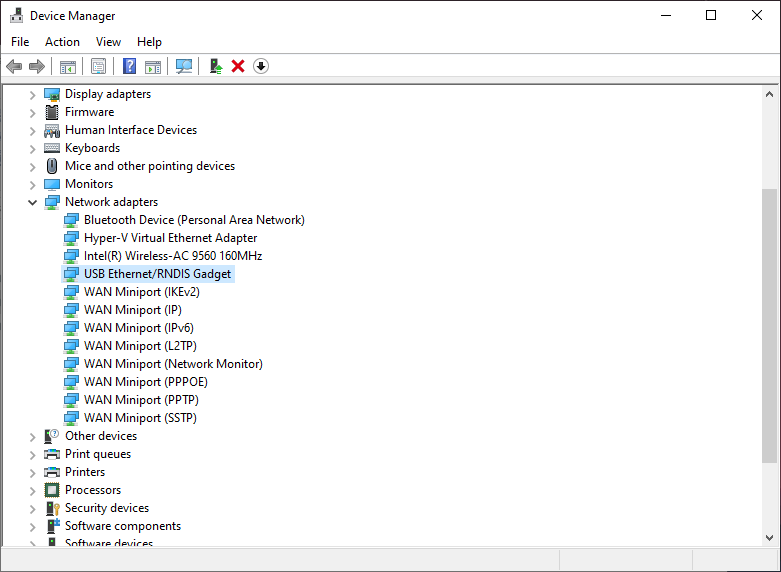 Device Manager
File Action View Help
Display adapters
Firmware
Human Interface Devices
Keyboards
Mice and other pointing devices
Monitors
Network adapters
Bluetooth Device (Personal Area Network)
Hyper-V Virtual Ethernet Adapter
Intel(R) Wireless-AC 9560 160MHz
USB Ethernet/RNDIS Gadget
WAN Miniport (IKEv2)
WAN Miniport (IP)
WAN Miniport (IPv6)
WAN Miniport (L2TP)
WAN Miniport (Network Monitor)
WAN Miniport (PPPOE)
WAN Miniport (PPTP)
WAN Miniport (SSTP)
Other devices
Print queues
Printers
Processors
Security devices
Software components
Software devices